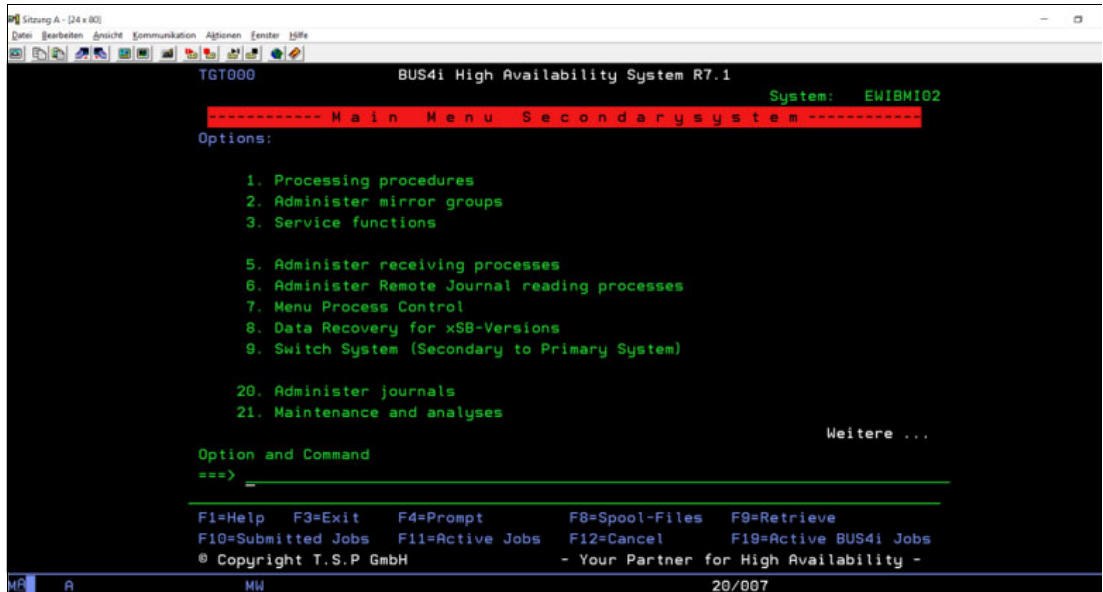 Sitzung A - [24 x 80]
Datei Bearbeiten Ansicht Kommunikation Aktionen Fenster Hilfe
TGT000 BUS4i High Availability System R7.1
System: EWIBMI02
------------ M a i n   M e n u   S e c o n d a r y s y s t e m ------------
Options:
1. Processing procedures
2. Administer mirror groups
3. Service functions
5. Administer receiving processes
6. Administer Remote Journal reading processes
7. Menu Process Control
8. Data Recovery for xSB-Versions
9. Switch System (Secondary to Primary System)
20. Administer journals
21. Maintenance and analyses
Weitere ...
Option and Command
===> _
F1=Help F3=Exit F4=Prompt F8=Spool-Files F9=Retrieve
F10=Submitted Jobs F11=Active Jobs F12=Cancel F19=Active BUS4i Jobs
© Copyright T.S.P GmbH - Your Partner for High Availability -
MA A MW 20/007